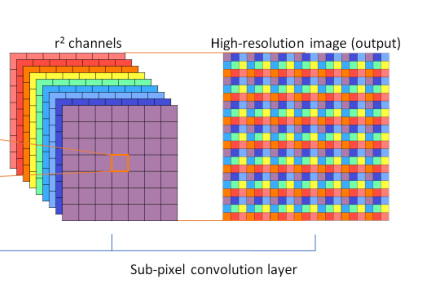 r² channels
High-resolution image (output)
Sub-pixel convolution layer